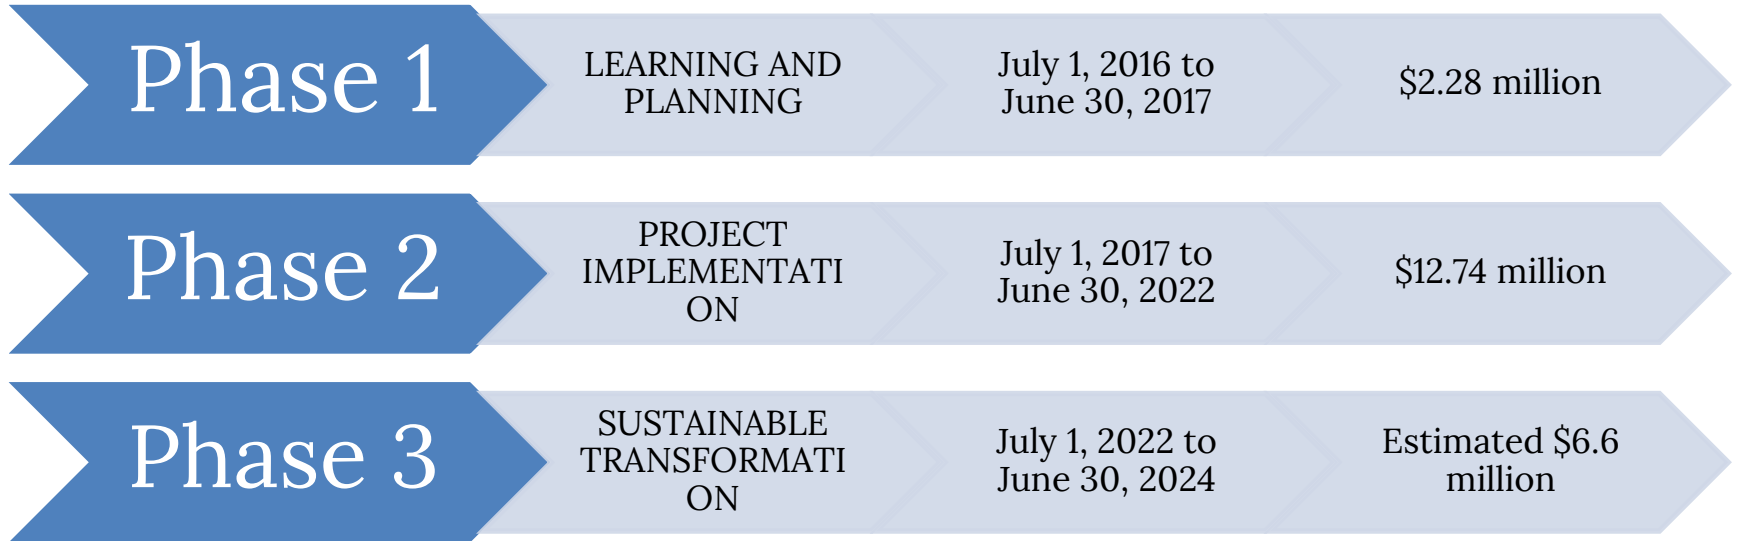 Phase 1
LEARNING AND
PLANNING
July 1, 2016 to
June 30, 2017
$2.28 million
Phase 2
PROJECT
IMPLEMENTATI
ON
July 1, 2017 to
June 30, 2022
$12.74 million
Phase 3
SUSTAINABLE
TRANSFORMATI
ON
July 1, 2022 to
June 30, 2024
Estimated $6.6
million